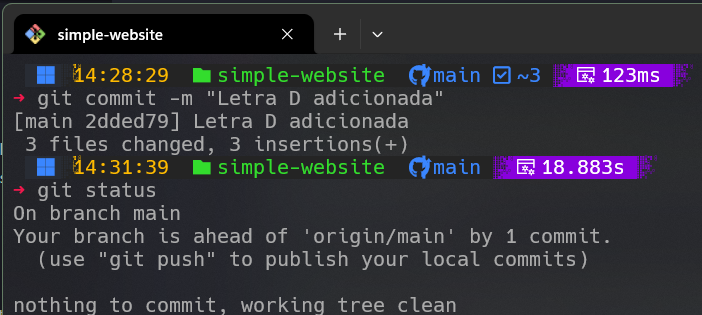 simple-website
14:28:29 simple-website main ~3 123ms
→ git commit -m "Letra D adicionada"
[main 2dded79] Letra D adicionada
3 files changed, 3 insertions(+)
14:31:39 simple-website main 18.883s
→ git status
On branch main
Your branch is ahead of 'origin/main' by 1 commit.
(use "git push" to publish your local commits)
nothing to commit, working tree clean